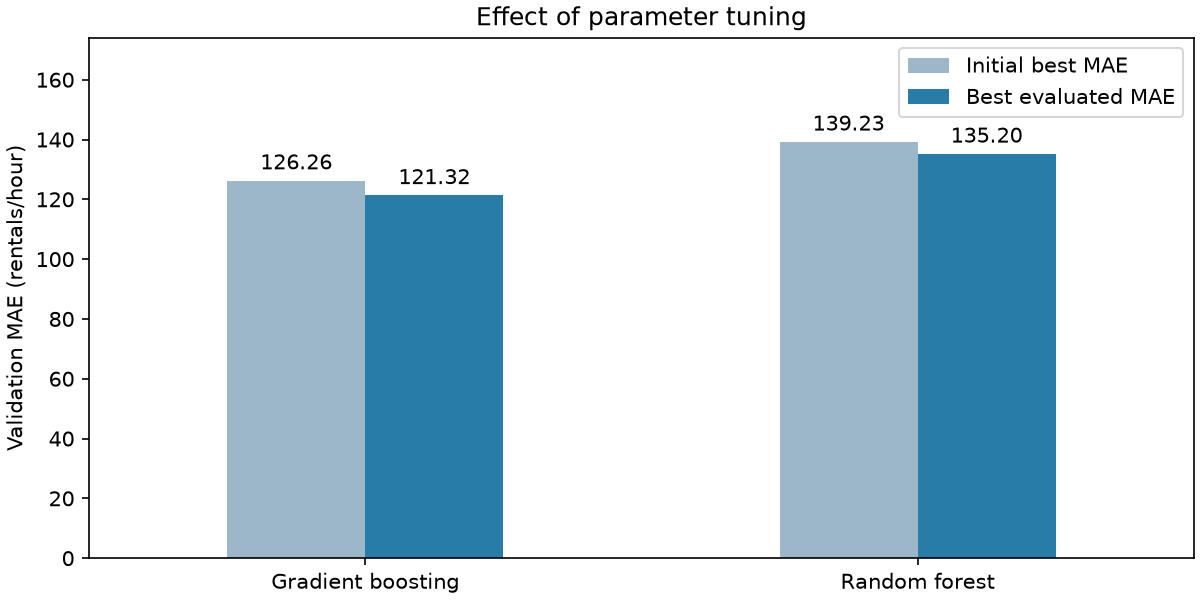 Effect of parameter tuning
Validation MAE (rentals/hour)
160
140
120
100
80
60
40
20
0
Initial best MAE
Best evaluated MAE
126.26
121.32
139.23
135.20
Gradient boosting
Random forest